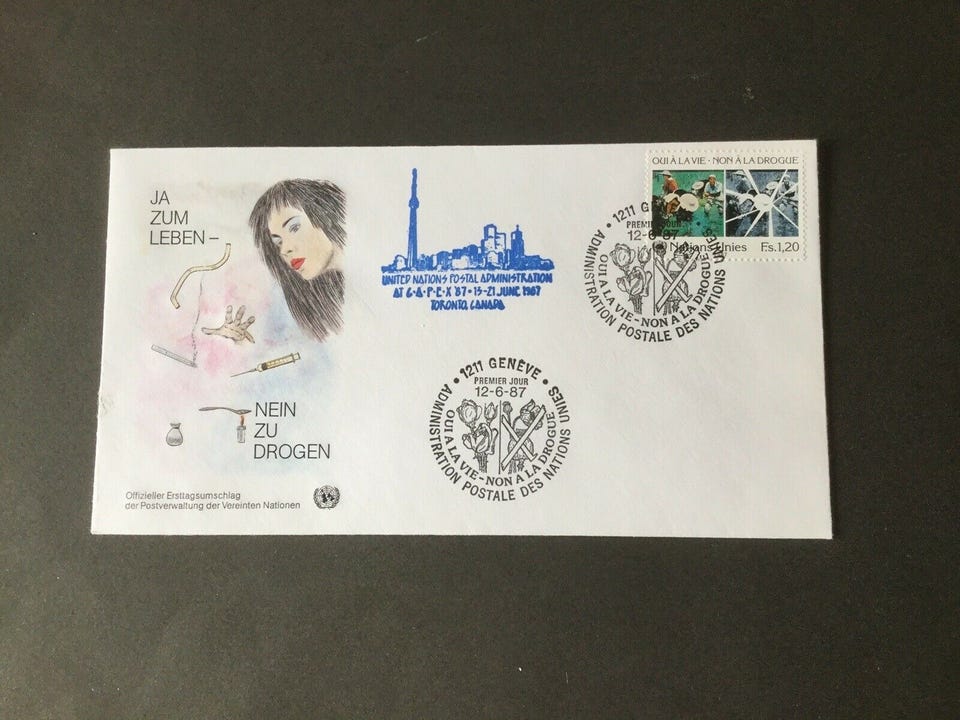 JA
ZUM
LEBEN –
NEIN
ZU
DROGEN
Offizieller Ersttagsumschlag
der Postverwaltung der Vereinten Nationen
UNITED NATIONS POSTAL ADMINISTRATION
AT C·A·P·E·X '87 · 13-21 JUNE 1987
TORONTO, CANADA
OUI À LA VIE · NON À LA DROGUE
Nations Unies Fs.1,20
• 1211 GENÈVE •
PREMIER JOUR
12-6-87
OUI A LA VIE – NON A LA DROGUE
ADMINISTRATION POSTALE DES NATIONS UNIES
• 1211 GENÈVE •
PREMIER JOUR
12-6-87
OUI A LA VIE – NON A LA DROGUE
ADMINISTRATION POSTALE DES NATIONS UNIES